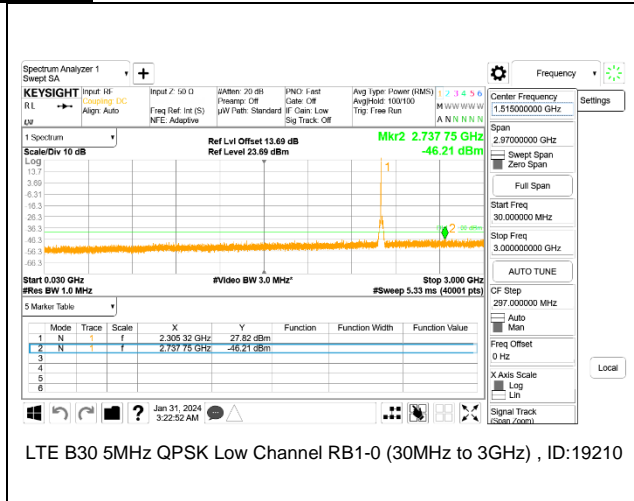 Spectrum Analyzer 1
Swept SA
+
Frequency
KEYSIGHT Input: RF Input Z: 50 Ω #Atten: 20 dB PNO: Fast Avg Type: Power (RMS) 1 2 3 4 5 6
RL Coupling: DC Preamp: Off Gate: Off Avg|Hold: 100/100 M W W W W W
Align: Auto Freq Ref: Int (S) µW Path: Standard IF Gain: Low Trig: Free Run
NFE: Adaptive Sig Track: Off A N N N N N
Center Frequency
1.515000000 GHz
Settings
1 Spectrum
Ref Lvl Offset 13.69 dB
Mkr2 2.737 75 GHz
Scale/Div 10 dB
Ref Level 23.69 dBm
-46.21 dBm
Log
13.7
3.69
-6.31
-16.3
-26.3
-36.3
-46.3
-56.3
-66.3
1
2
Span
2.97000000 GHz
Swept Span
Zero Span
Full Span
Start Freq
30.000000 MHz
Stop Freq
3.000000000 GHz
AUTO TUNE
Start 0.030 GHz #Video BW 3.0 MHz* Stop 3.000 GHz
#Res BW 1.0 MHz #Sweep 5.33 ms (40001 pts)
CF Step
297.000000 MHz
Auto
Man
Freq Offset
0 Hz
X Axis Scale
Log
Lin
Signal Track
(Span Zoom)
Local
5 Marker Table
Mode Trace Scale X Y Function Function Width Function Value
1 N 1 f 2.305 32 GHz 27.82 dBm
2 N 1 f 2.737 75 GHz -46.21 dBm
3
4
5
6
? Jan 31, 2024
3:22:52 AM
LTE B30 5MHz QPSK Low Channel RB1-0 (30MHz to 3GHz) , ID:19210